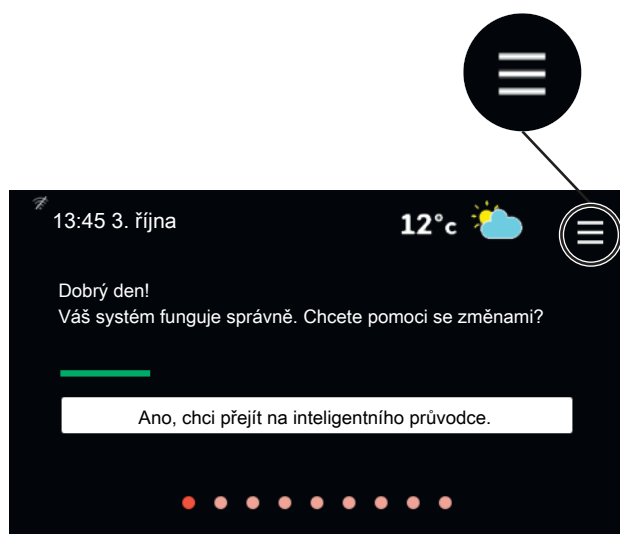 13:45 3. října
12°c
Dobrý den!
Váš systém funguje správně. Chcete pomoci se změnami?
Ano, chci přejít na inteligentního průvodce.